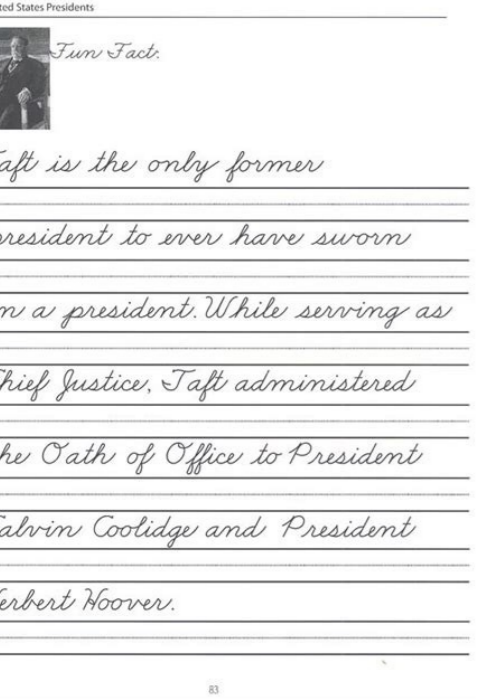 ted States Presidents
Fun Fact:
aft is the only former
president to ever have sworn
n a president. While serving as
hief Justice, Taft administered
he Oath of Office to President
alvin Coolidge and President
erbert Hoover.
83